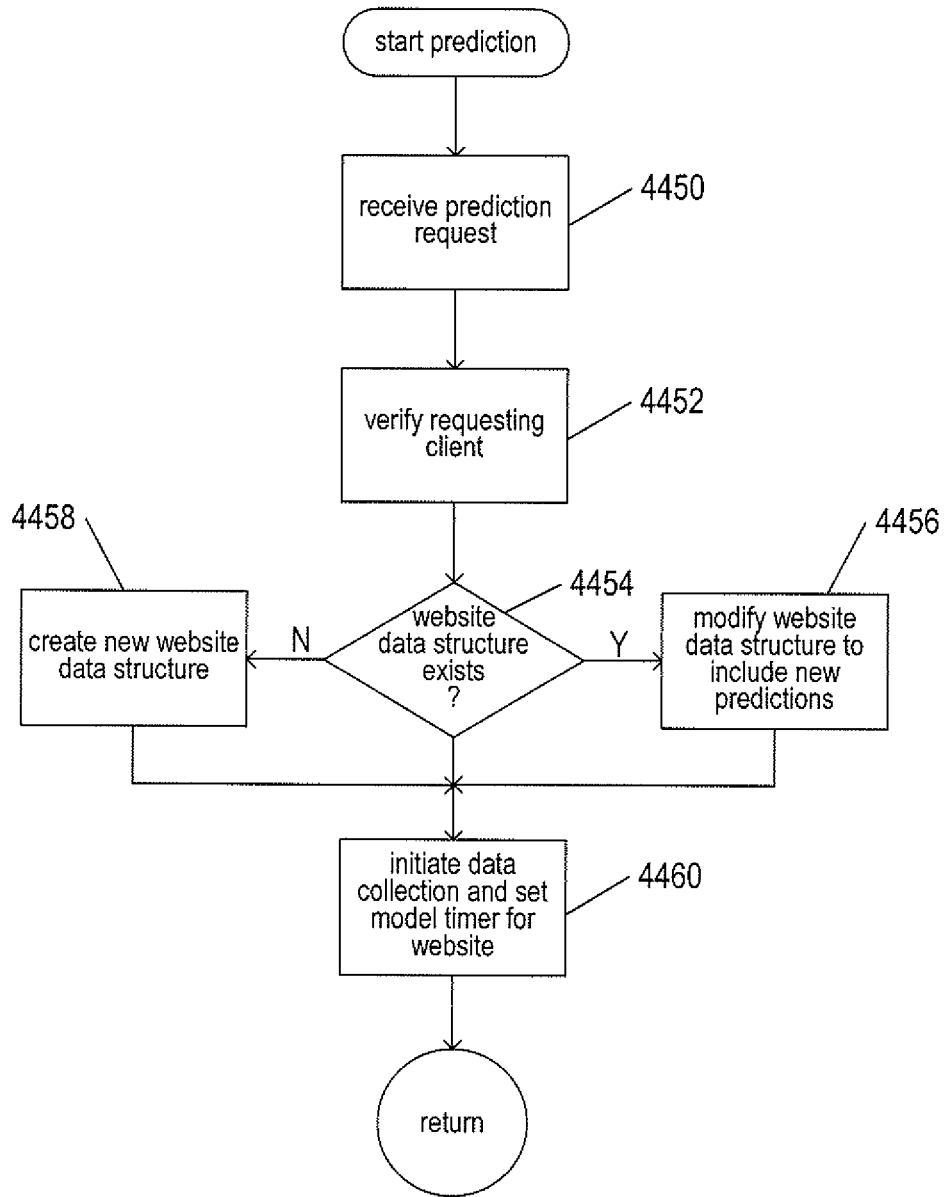 start prediction
4450
receive prediction
request
4452
verify requesting
client
4458
4456
4454
create new website
data structure
N
website
data structure
exists
?
Y
modify website
data structure to
include new
predictions
initiate data
collection and set
model timer for
website
4460
return